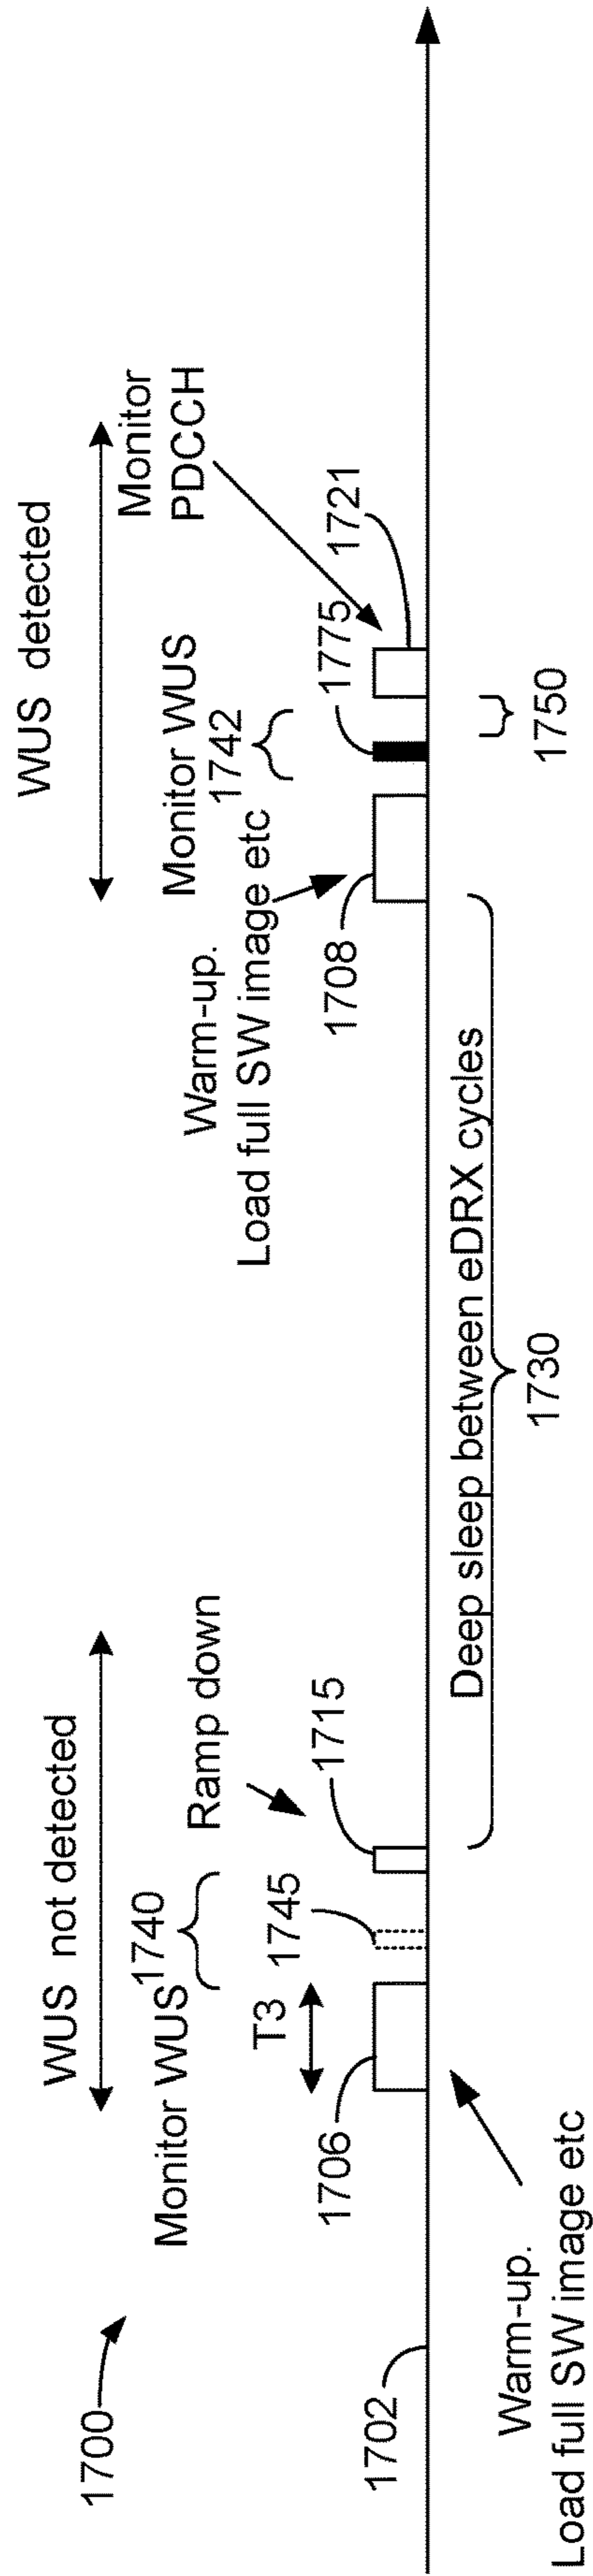 1700
WUS not detected
WUS detected
Monitor WUS
1740
Ramp down
T3
1745
1715
1706
1702
Warm-up.
Load full SW image etc
Deep sleep between eDRX cycles
1730
Warm-up.
Load full SW image etc
1708
Monitor WUS
1742
1775
Monitor
PDCCH
1721
1750